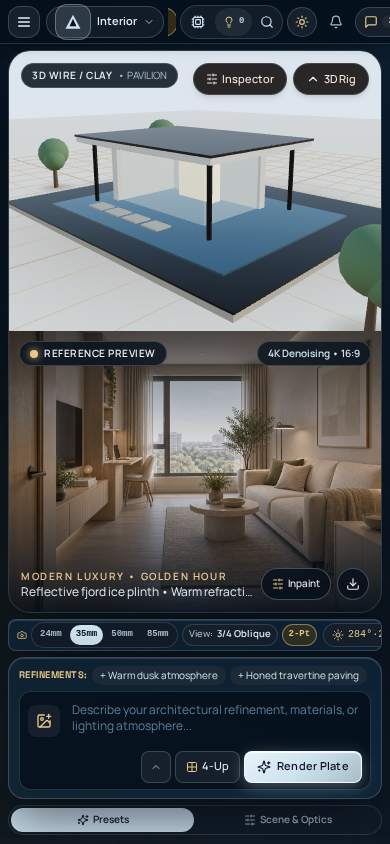 Interior
0
3D WIRE / CLAY • PAVILION
Inspector
3D Rig
REFERENCE PREVIEW
4K Denoising • 16:9
MODERN LUXURY • GOLDEN HOUR
Reflective fjord ice plinth • Warm refracti...
Inpaint
24mm
35mm
50mm
85mm
View: 3/4 Oblique
2-Pt
284°·2
REFINEMENTS:
+ Warm dusk atmosphere
+ Honed travertine paving
Describe your architectural refinement, materials, or
lighting atmosphere...
4-Up
Render Plate
Presets
Scene & Optics